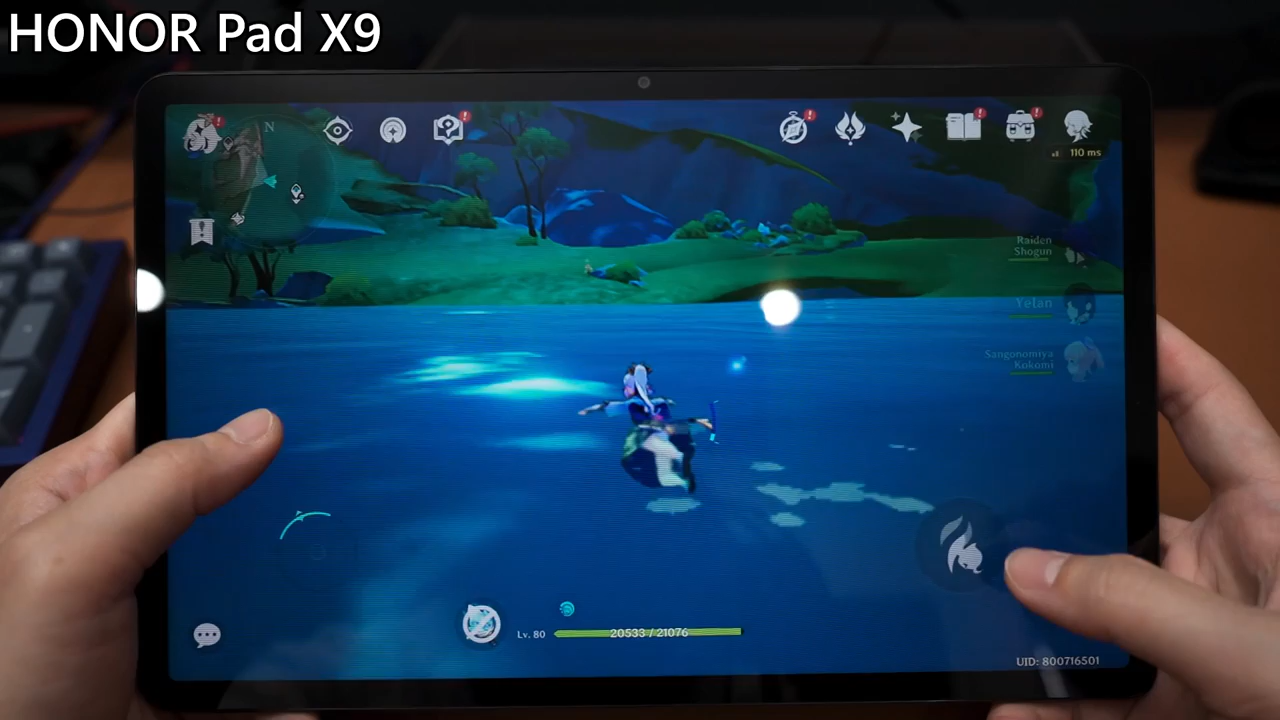 HONOR Pad X9
N
110 ms
Raiden
Shogun
Yelan
Sangonomiya
Kokomi
Lv. 80
20533 / 21076
UID: 800716501